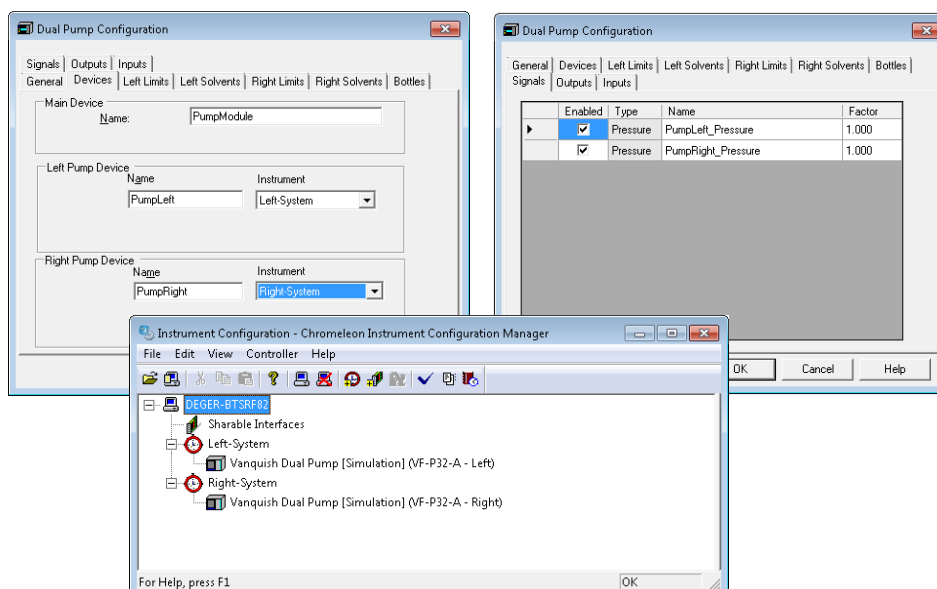 Dual Pump Configuration
Signals Outputs Inputs
General Devices Left Limits Left Solvents Right Limits Right Solvents Bottles
Main Device
Name: PumpModule
Left Pump Device
Name Instrument
PumpLeft Left-System
Right Pump Device
Name Instrument
PumpRight Right-System
Dual Pump Configuration
General Devices Left Limits Left Solvents Right Limits Right Solvents Bottles
Signals Outputs Inputs
Enabled Type Name Factor
Pressure PumpLeft_Pressure 1.000
Pressure PumpRight_Pressure 1.000
OK Cancel Help
Instrument Configuration - Chromeleon Instrument Configuration Manager
File Edit View Controller Help
DEGER-BTSRF82
Sharable Interfaces
Left-System
Vanquish Dual Pump [Simulation] (VF-P32-A - Left)
Right-System
Vanquish Dual Pump [Simulation] (VF-P32-A - Right)
For Help, press F1 OK